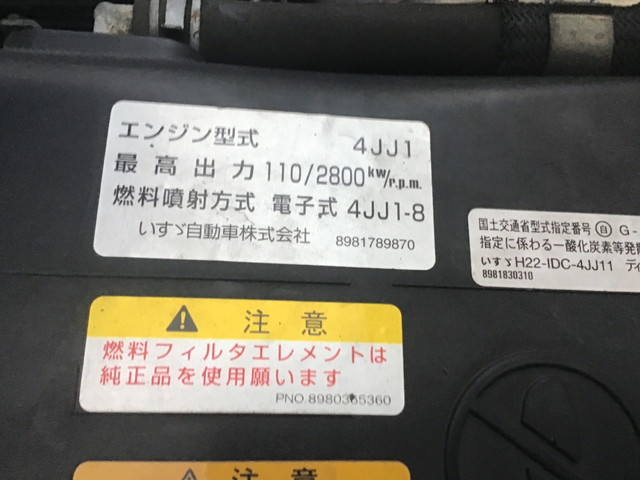 エンジン型式 4JJ1
最高出力 110/2800kw/r.p.m.
燃料噴射方式 電子式 4JJ1-8
いすゞ自動車株式会社 8981789870
国土交通省型式指定番号 自 G-
指定に係わる一酸化炭素等発
いすゞH22-IDC-4JJ11 ディ
8981830310
注意
燃料フィルタエレメントは
純正品を使用願います
PNO.8980365360
注意